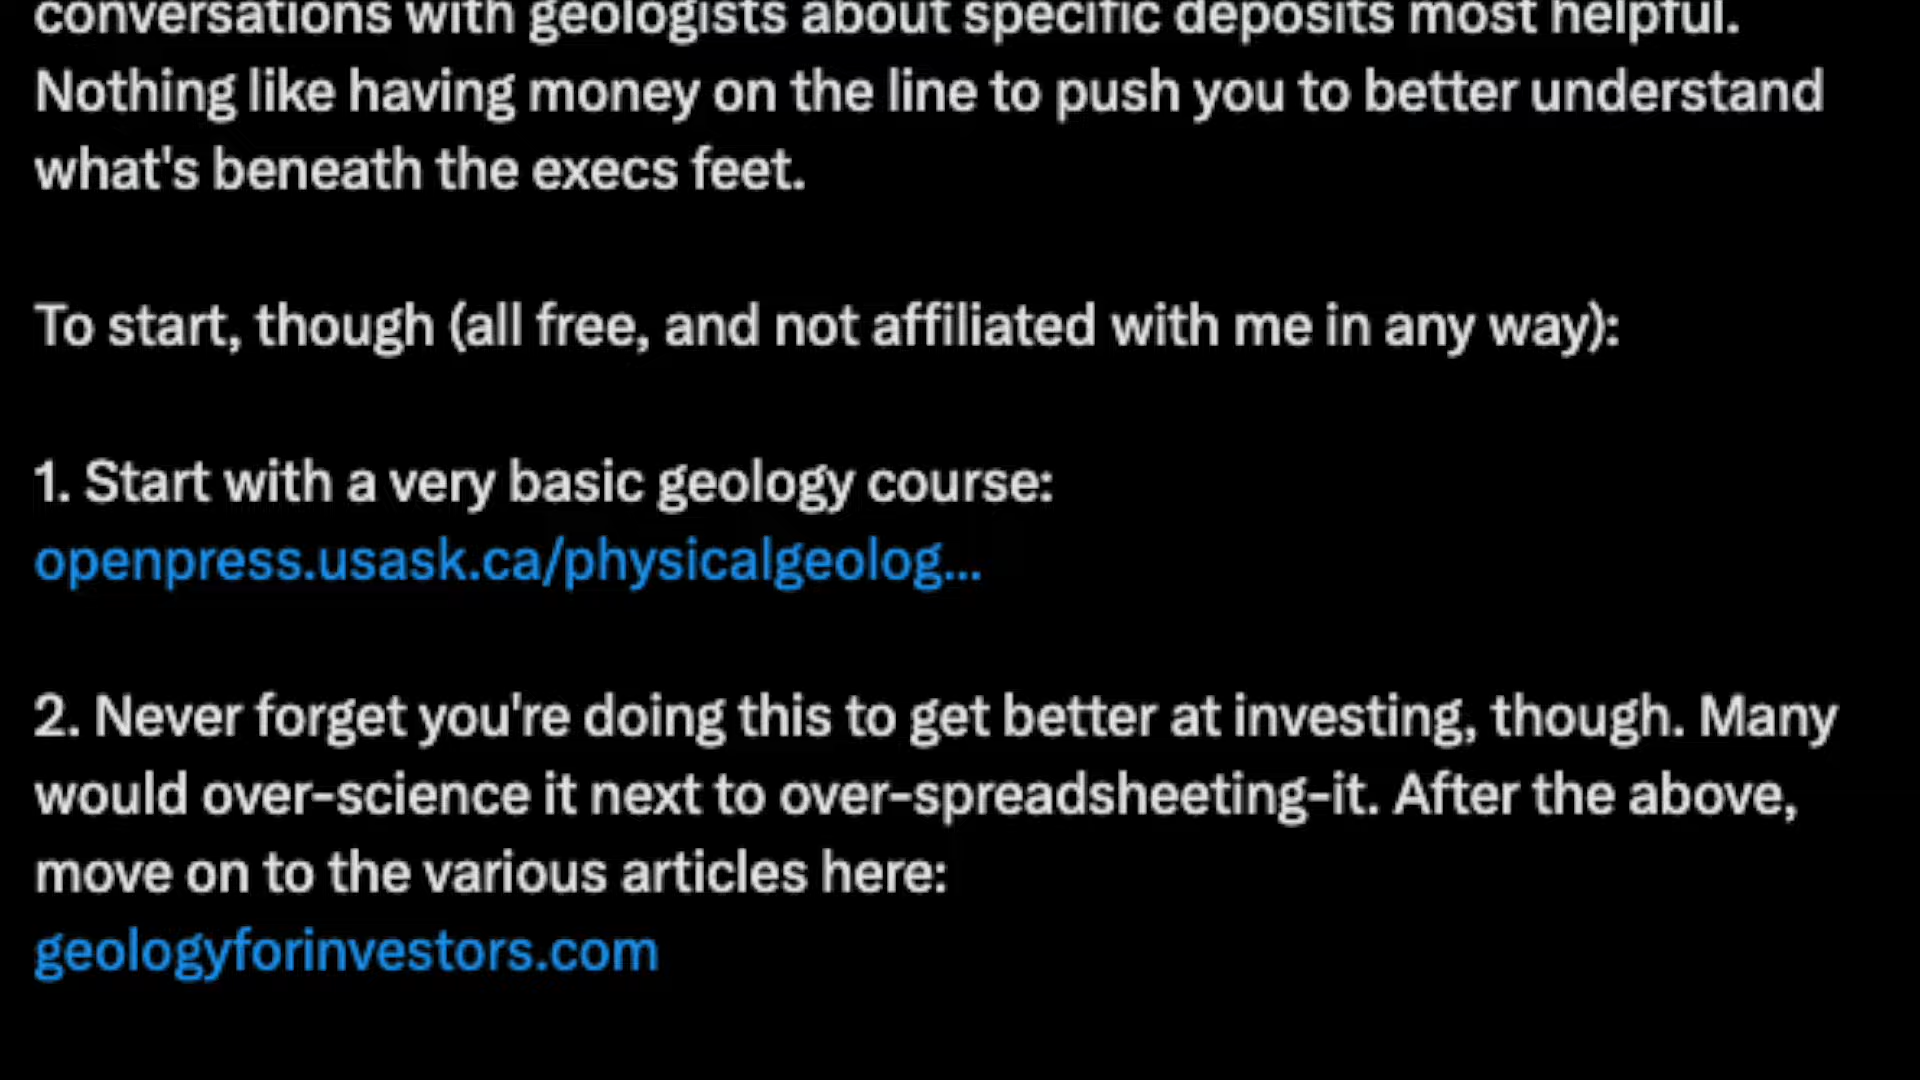 conversations with geologists about specific deposits most helpful.
Nothing like having money on the line to push you to better understand
what's beneath the execs feet.
To start, though (all free, and not affiliated with me in any way):
1. Start with a very basic geology course:
openpress.usask.ca/physicalgeolog...
2. Never forget you're doing this to get better at investing, though. Many
would over-science it next to over-spreadsheeting-it. After the above,
move on to the various articles here:
geologyforinvestors.com